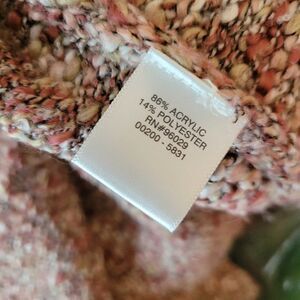 86% ACRYLIC
14% POLYESTER
RN#96029
00200 - 5831